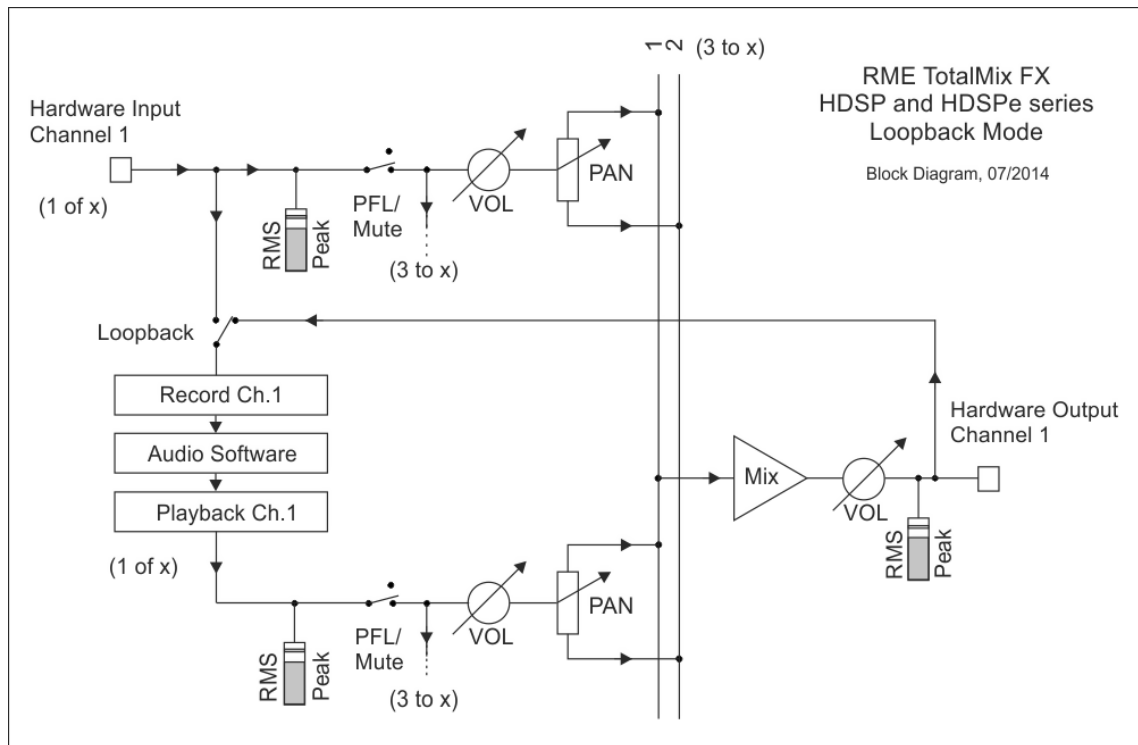 1
2
(3 to x)
RME TotalMix FX
HDSP and HDSPe series
Loopback Mode
Block Diagram, 07/2014
Hardware Input
Channel 1
(1 of x)
RMS
Peak
PFL/
Mute
(3 to x)
VOL
PAN
Loopback
Record Ch.1
Audio Software
Playback Ch.1
(1 of x)
RMS
Peak
PFL/
Mute
(3 to x)
VOL
PAN
Mix
VOL
RMS
Peak
Hardware Output
Channel 1